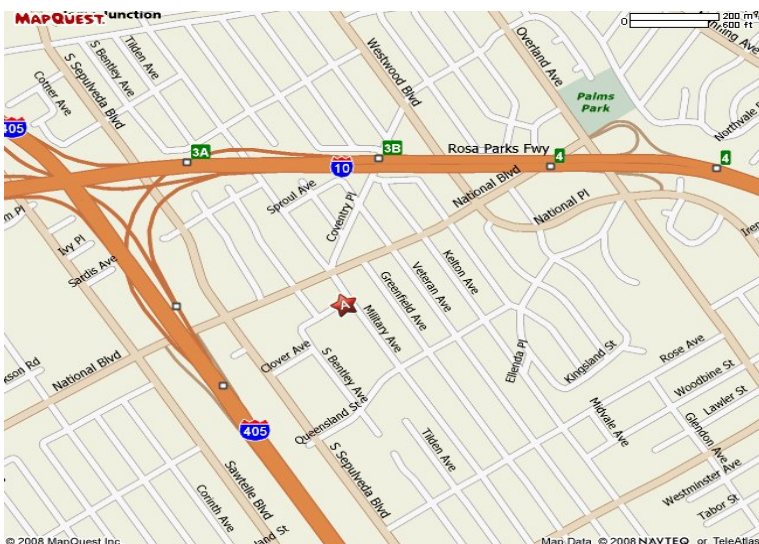 MAPQUEST.
Junction
200 m
0
600 ft
Tilden Ave
S Bentley Ave
S Sepulveda Blvd
Corner Ave
Westwood Blvd
Overland Ave
Palms
Park
Northvale
405
3A
3B
Rosa Parks Fwy
4
4
10
National Blvd
National Pl
Sproul Ave
Coventry Pl
Ivy Pl
Sardis Ave
Kelton Ave
Veteran Ave
Greenfield Ave
A
Military Ave
Clover Ave
S Bentley Ave
National Blvd
Ellenda Pl
Kingsland St
Rose Ave
Woodbine St
Lawler St
Queensland St
Midvale Ave
Glendon Ave
405
Tilden Ave
S Sepulveda Blvd
Sawtelle Blvd
Corinth Ave
Westminster Ave
Tabor St
land St
© 2008 MapQuest Inc.
Map Data © 2008 NAVTEQ or TeleAtlas